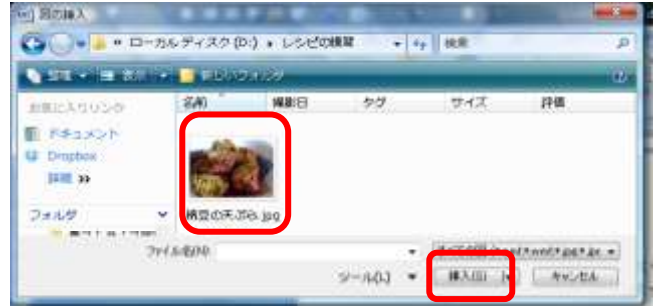 図の挿入
ローカル ディスク (D:) ▸ レシピの 検索
整理 表示 新しいフォルダ
お気に入りリンク 名前 撮影日 タグ サイズ 評価
ドキュメント
Dropbox
詳細 >>
フォルダ
納豆の天ぷら.jpg
ファイル名(N):
ツール(L) 挿入(S) キャンセル